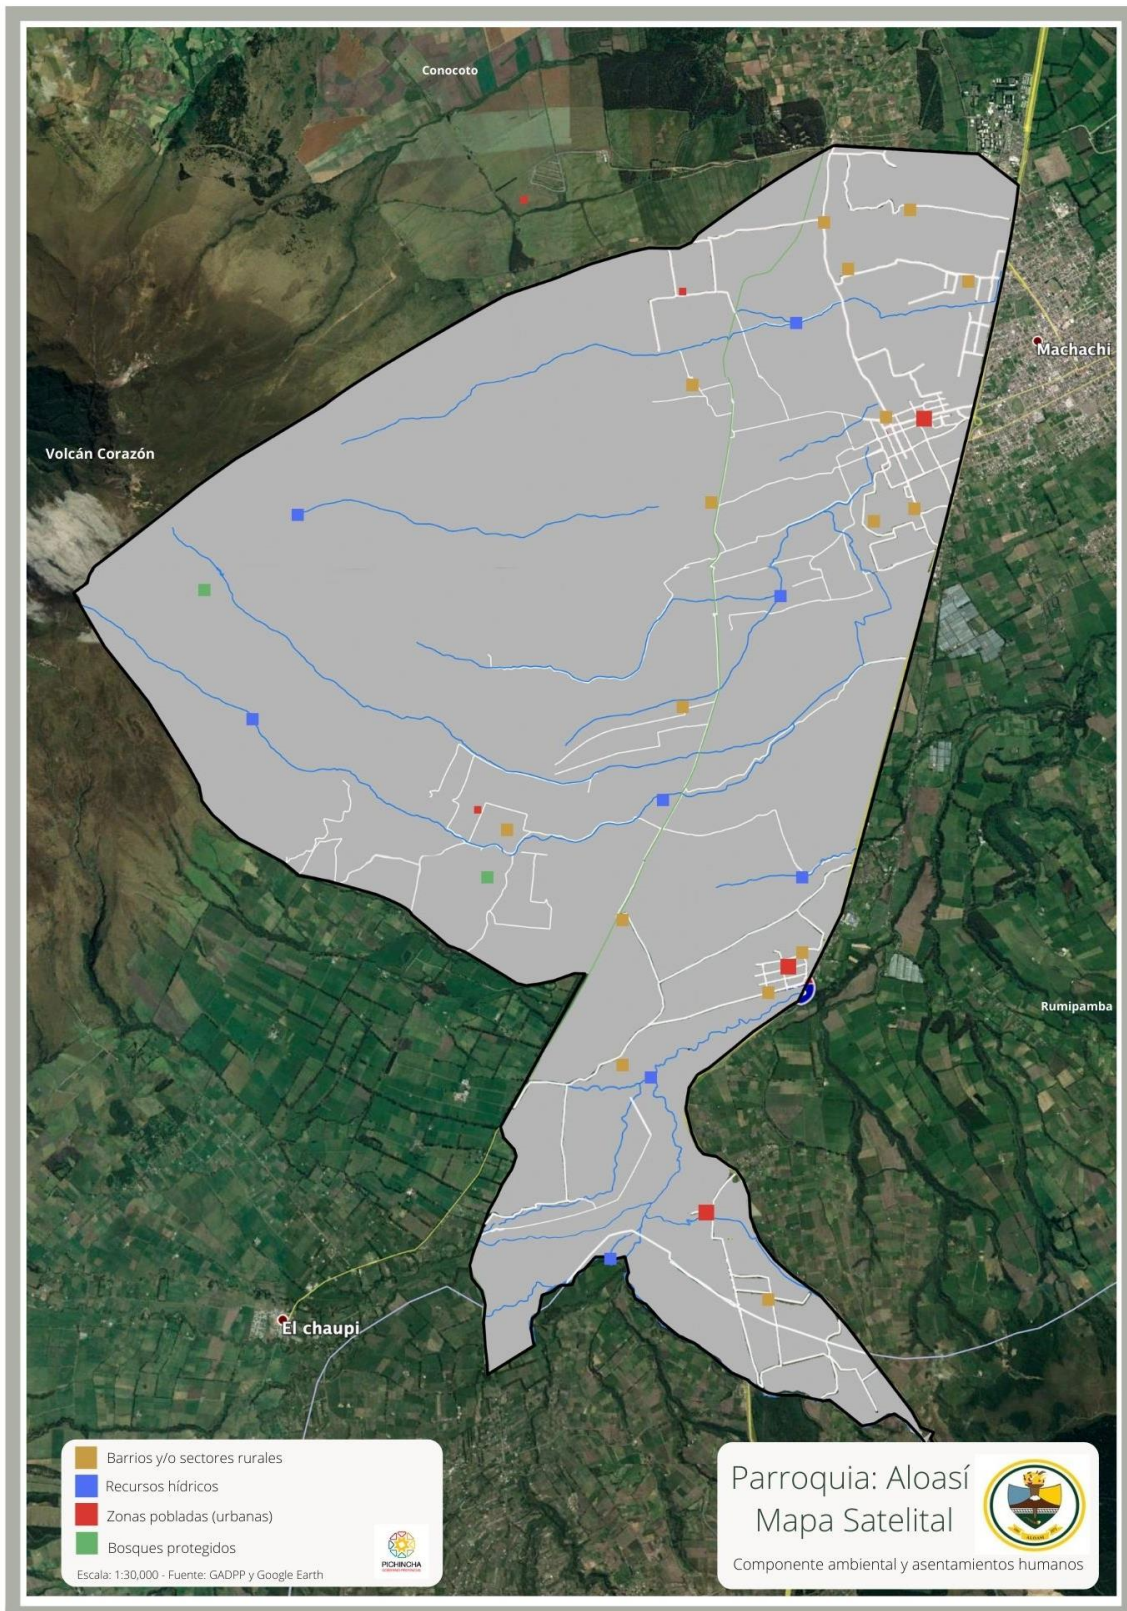 Conocoto
Machachi
Volcán Corazón
Rumipamba
El chaupi
Barrios y/o sectores rurales
Recursos hídricos
Zonas pobladas (urbanas)
Bosques protegidos
Escala: 1:30,000 - Fuente: GADPP y Google Earth
PICHINCHA
Parroquia: Aloasí
Mapa Satelital
Componente ambiental y asentamientos humanos
ALOASÍ